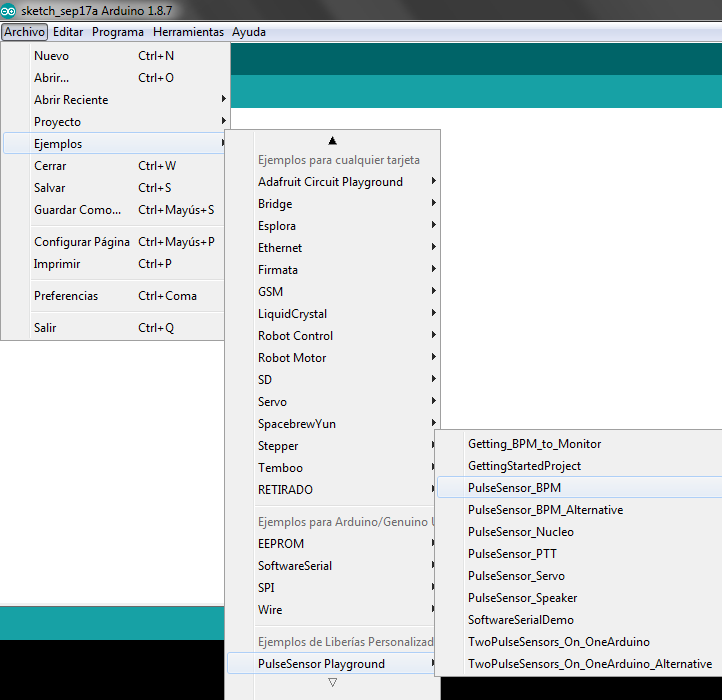 sketch_sep17a Arduino 1.8.7
Archivo Editar Programa Herramientas Ayuda
Nuevo Ctrl+N
Abrir... Ctrl+O
Abrir Reciente
Proyecto
Ejemplos
Cerrar Ctrl+W
Salvar Ctrl+S
Guardar Como... Ctrl+Mayús+S
Configurar Página Ctrl+Mayús+P
Imprimir Ctrl+P
Preferencias Ctrl+Coma
Salir Ctrl+Q
Ejemplos para cualquier tarjeta
Adafruit Circuit Playground
Bridge
Esplora
Ethernet
Firmata
GSM
LiquidCrystal
Robot Control
Robot Motor
SD
Servo
SpacebrewYun
Stepper
Temboo
RETIRADO
Ejemplos para Arduino/Genuino U
EEPROM
SoftwareSerial
SPI
Wire
Ejemplos de Liberías Personalizad
PulseSensor Playground
Getting_BPM_to_Monitor
GettingStartedProject
PulseSensor_BPM
PulseSensor_BPM_Alternative
PulseSensor_Nucleo
PulseSensor_PTT
PulseSensor_Servo
PulseSensor_Speaker
SoftwareSerialDemo
TwoPulseSensors_On_OneArduino
TwoPulseSensors_On_OneArduino_Alternative